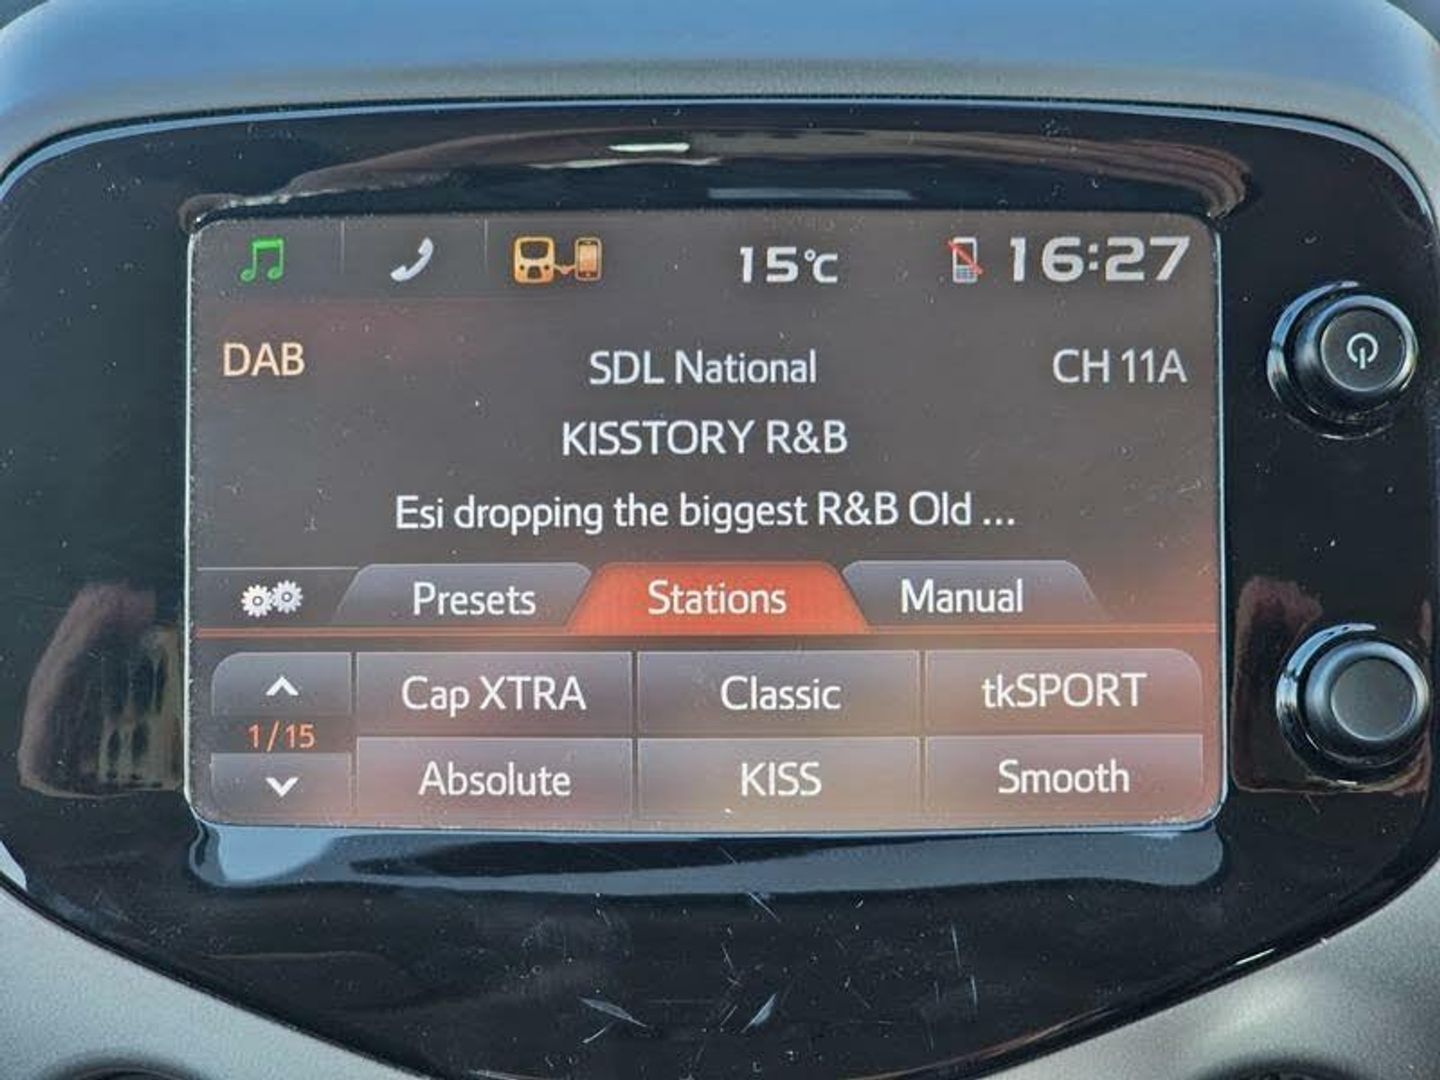 15°C 16:27
DAB SDL National CH 11A
KISSTORY R&B
Esi dropping the biggest R&B Old ...
Presets Stations Manual
Cap XTRA Classic tkSPORT
1/15
Absolute KISS Smooth